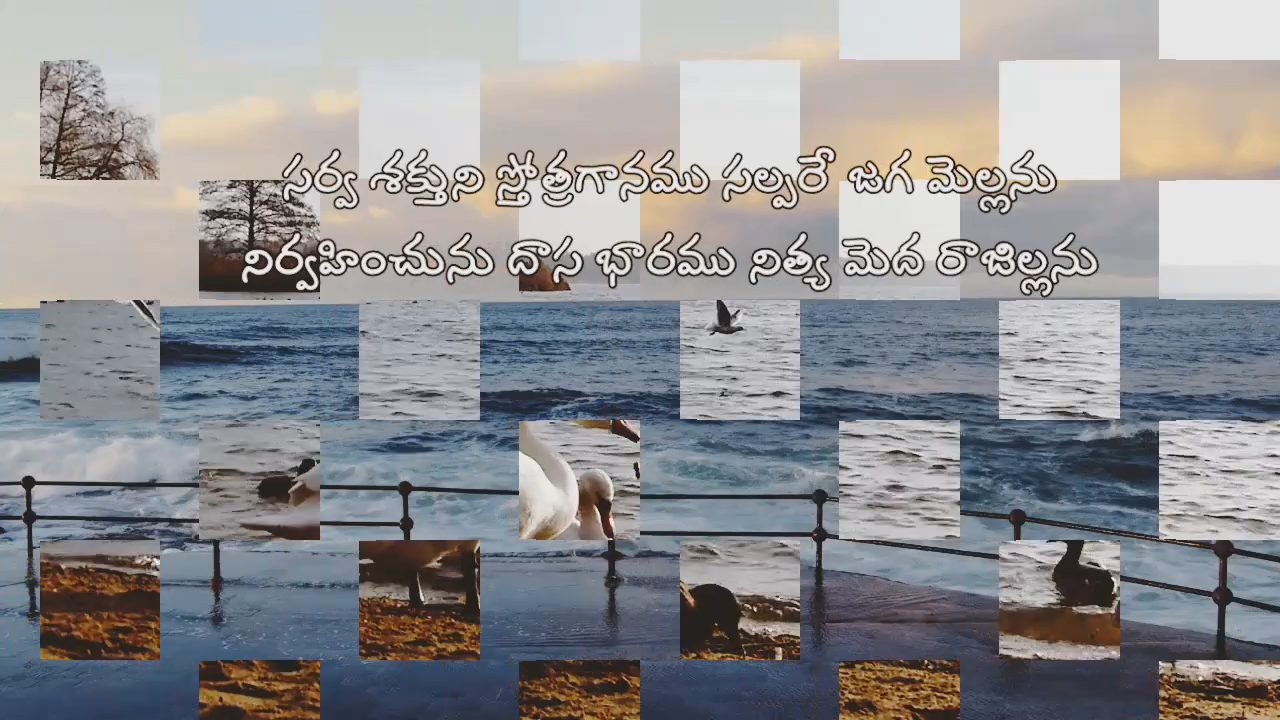 సర్వ శక్తుని స్తోత్రగానము సల్పరే జగ మెల్లను
నిర్వహించును దాస భారము నిత్య మెద రాజిల్లను